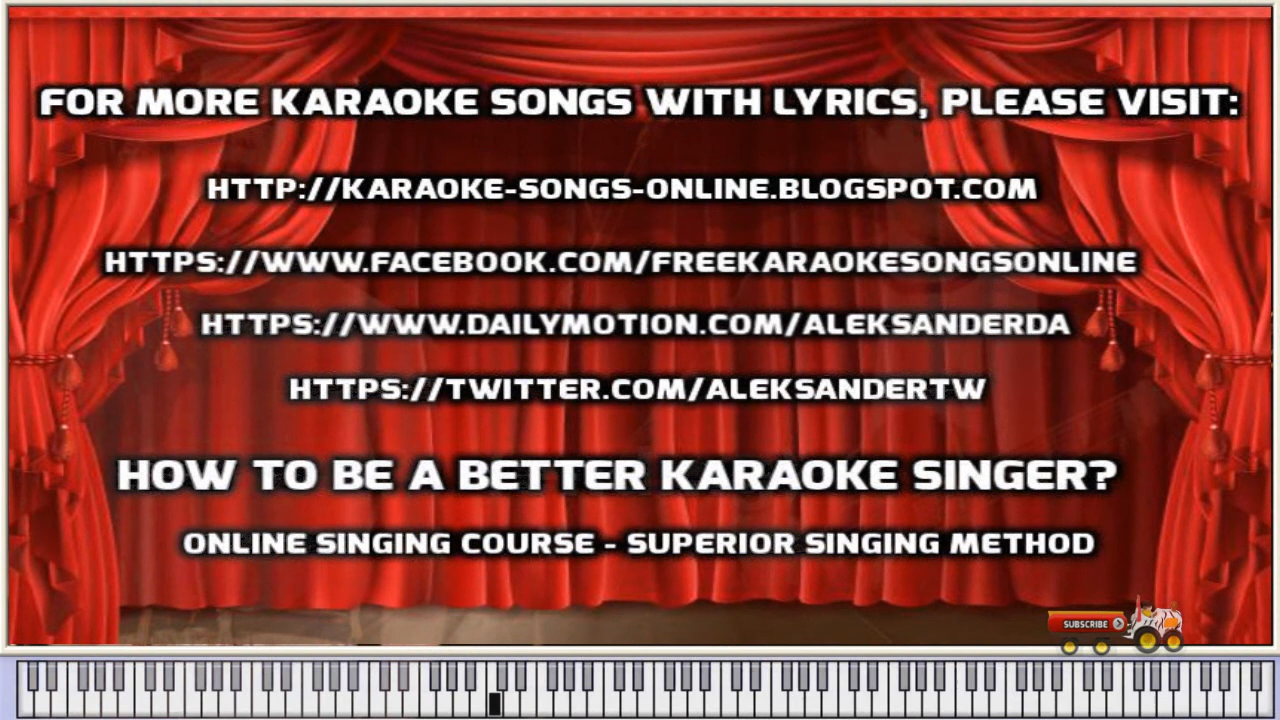 FOR MORE KARAOKE SONGS WITH LYRICS, PLEASE VISIT:
HTTP://KARAOKE-SONGS-ONLINE.BLOGSPOT.COM
HTTPS://WWW.FACEBOOK.COM/FREEKARAOKESONGSONLINE
HTTPS://WWW.DAILYMOTION.COM/ALEKSANDERDA
HTTPS://TWITTER.COM/ALEKSANDERTW
HOW TO BE A BETTER KARAOKE SINGER?
ONLINE SINGING COURSE - SUPERIOR SINGING METHOD
SUBSCRIBE